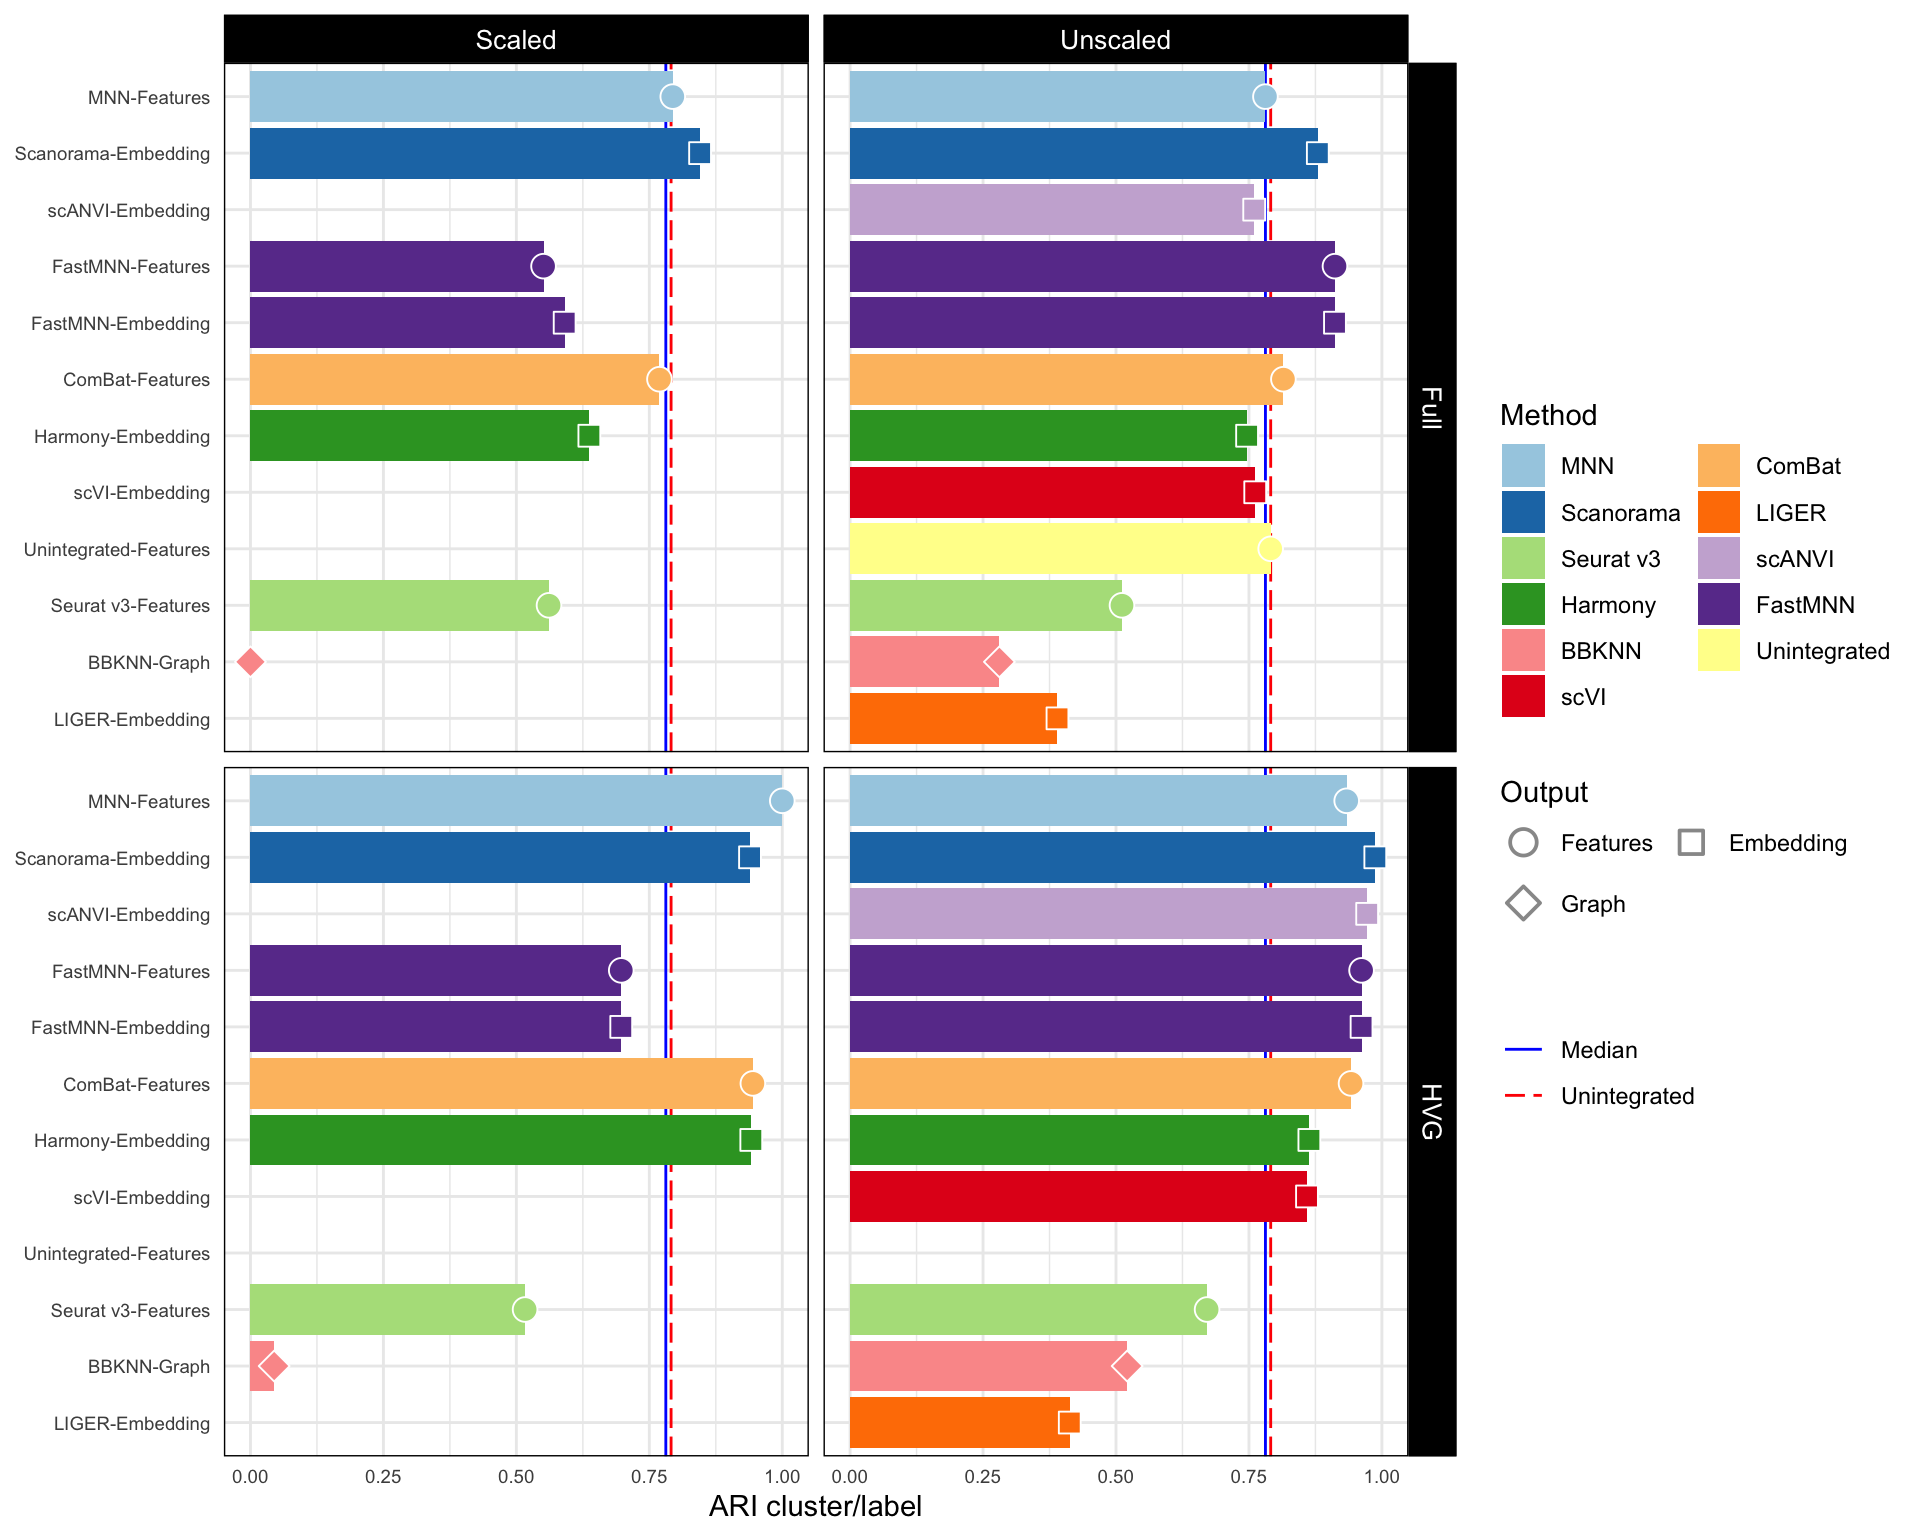 Scaled
Unscaled
MNN-Features
Scanorama-Embedding
scANVI-Embedding
FastMNN-Features
FastMNN-Embedding
ComBat-Features
Harmony-Embedding
scVI-Embedding
Unintegrated-Features
Seurat v3-Features
BBKNN-Graph
LIGER-Embedding
Full
MNN-Features
Scanorama-Embedding
scANVI-Embedding
FastMNN-Features
FastMNN-Embedding
ComBat-Features
Harmony-Embedding
scVI-Embedding
Unintegrated-Features
Seurat v3-Features
BBKNN-Graph
LIGER-Embedding
HVG
0.00 0.25 0.50 0.75 1.00
0.00 0.25 0.50 0.75 1.00
ARI cluster/label
Method
MNN ComBat
Scanorama LIGER
Seurat v3 scANVI
Harmony FastMNN
BBKNN Unintegrated
scVI
Output
Features Embedding
Graph
Median
Unintegrated